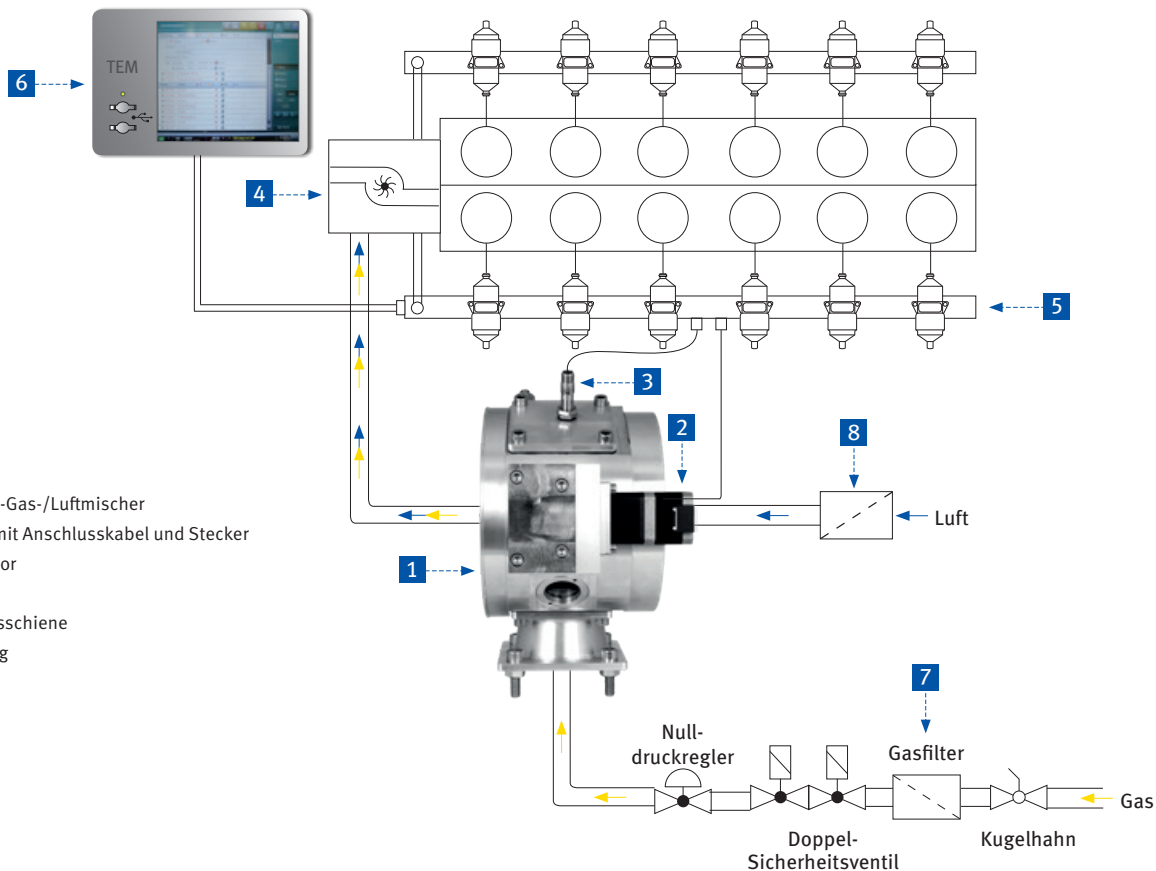 TEM
6
4
5
3
2
8
Luft
-Gas-/Luftmischer
mit Anschlusskabel und Stecker
or
1
sschiene
g
7
Null-
druckregler
Gasfilter
Gas
Doppel-
Sicherheitsventil
Kugelhahn